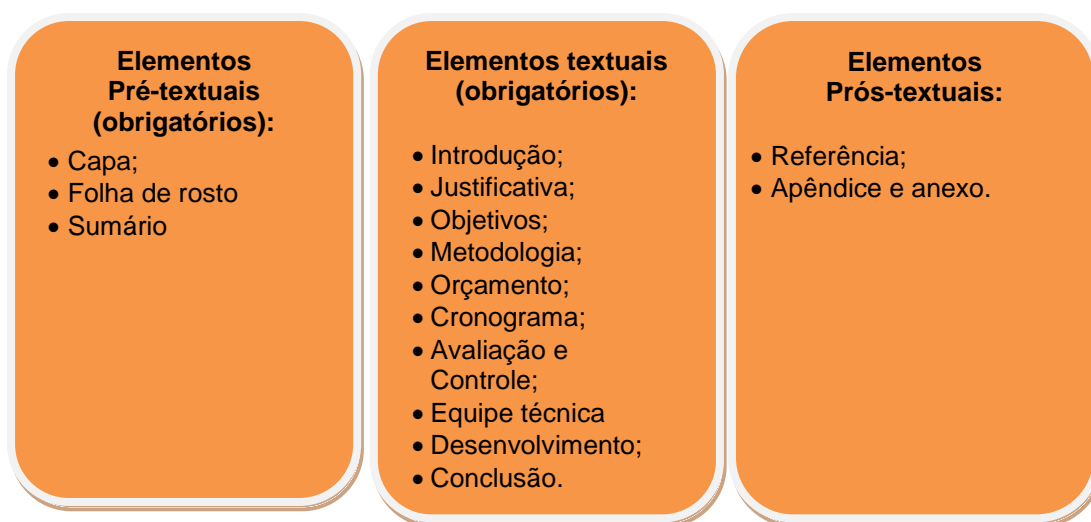 Elementos
Pré-textuais
(obrigatórios):
• Capa;
• Folha de rosto
• Sumário
Elementos textuais
(obrigatórios):
• Introdução;
• Justificativa;
• Objetivos;
• Metodologia;
• Orçamento;
• Cronograma;
• Avaliação e
Controle;
• Equipe técnica
• Desenvolvimento;
• Conclusão.
Elementos
Prós-textuais:
• Referência;
• Apêndice e anexo.